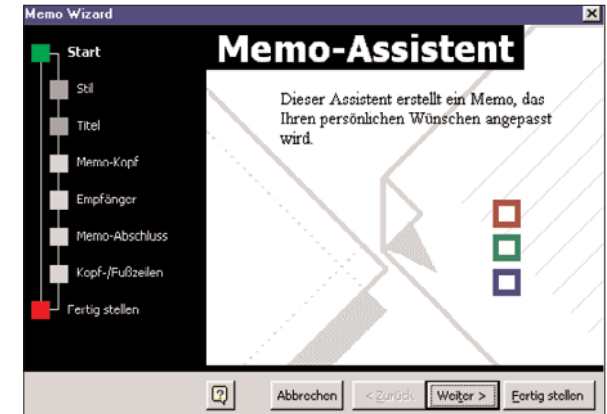 Memo Wizard
Start
Stil
Titel
Memo-Kopf
Empfänger
Memo-Abschluss
Kopf-/Fußzeilen
Fertig stellen
Memo-Assistent
Dieser Assistent erstellt ein Memo, das
Ihren persönlichen Wünschen angepasst
wird.
Abbrechen < Zurück Weiter > Fertig stellen